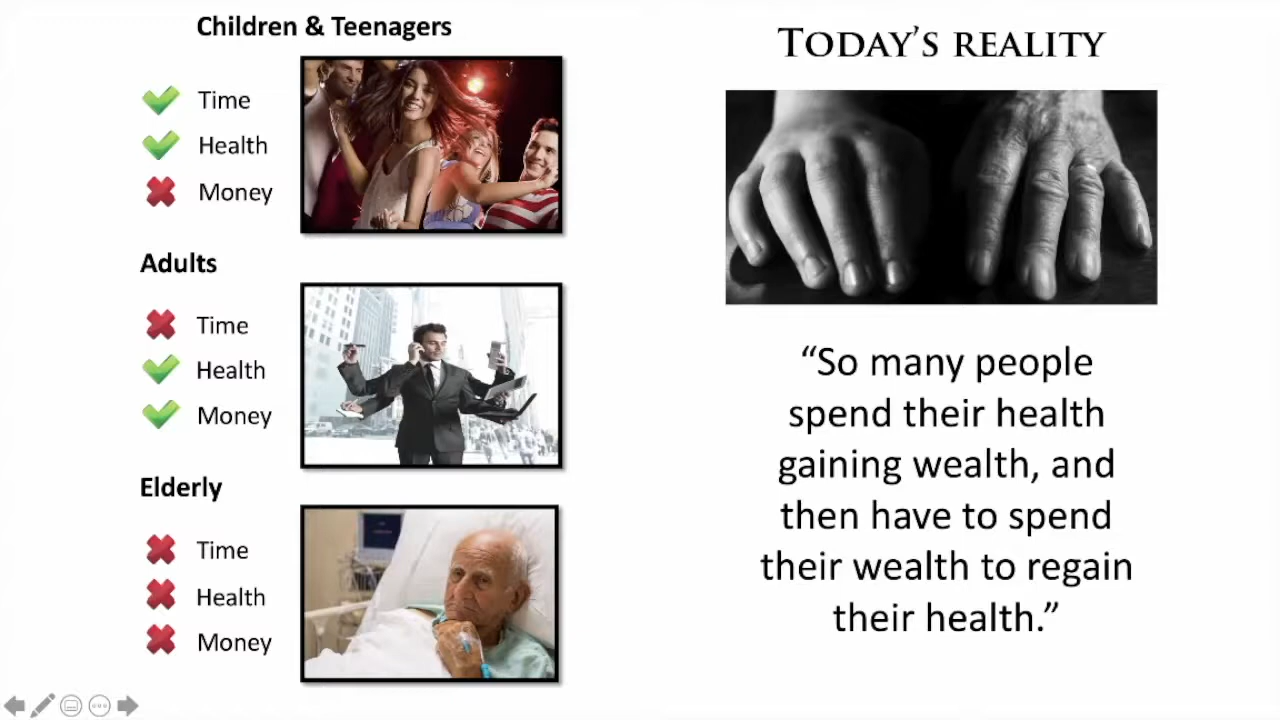 Children & Teenagers
Time
Health
Money
Adults
Time
Health
Money
Elderly
Time
Health
Money
TODAY'S REALITY
“So many people
spend their health
gaining wealth, and
then have to spend
their wealth to regain
their health.”